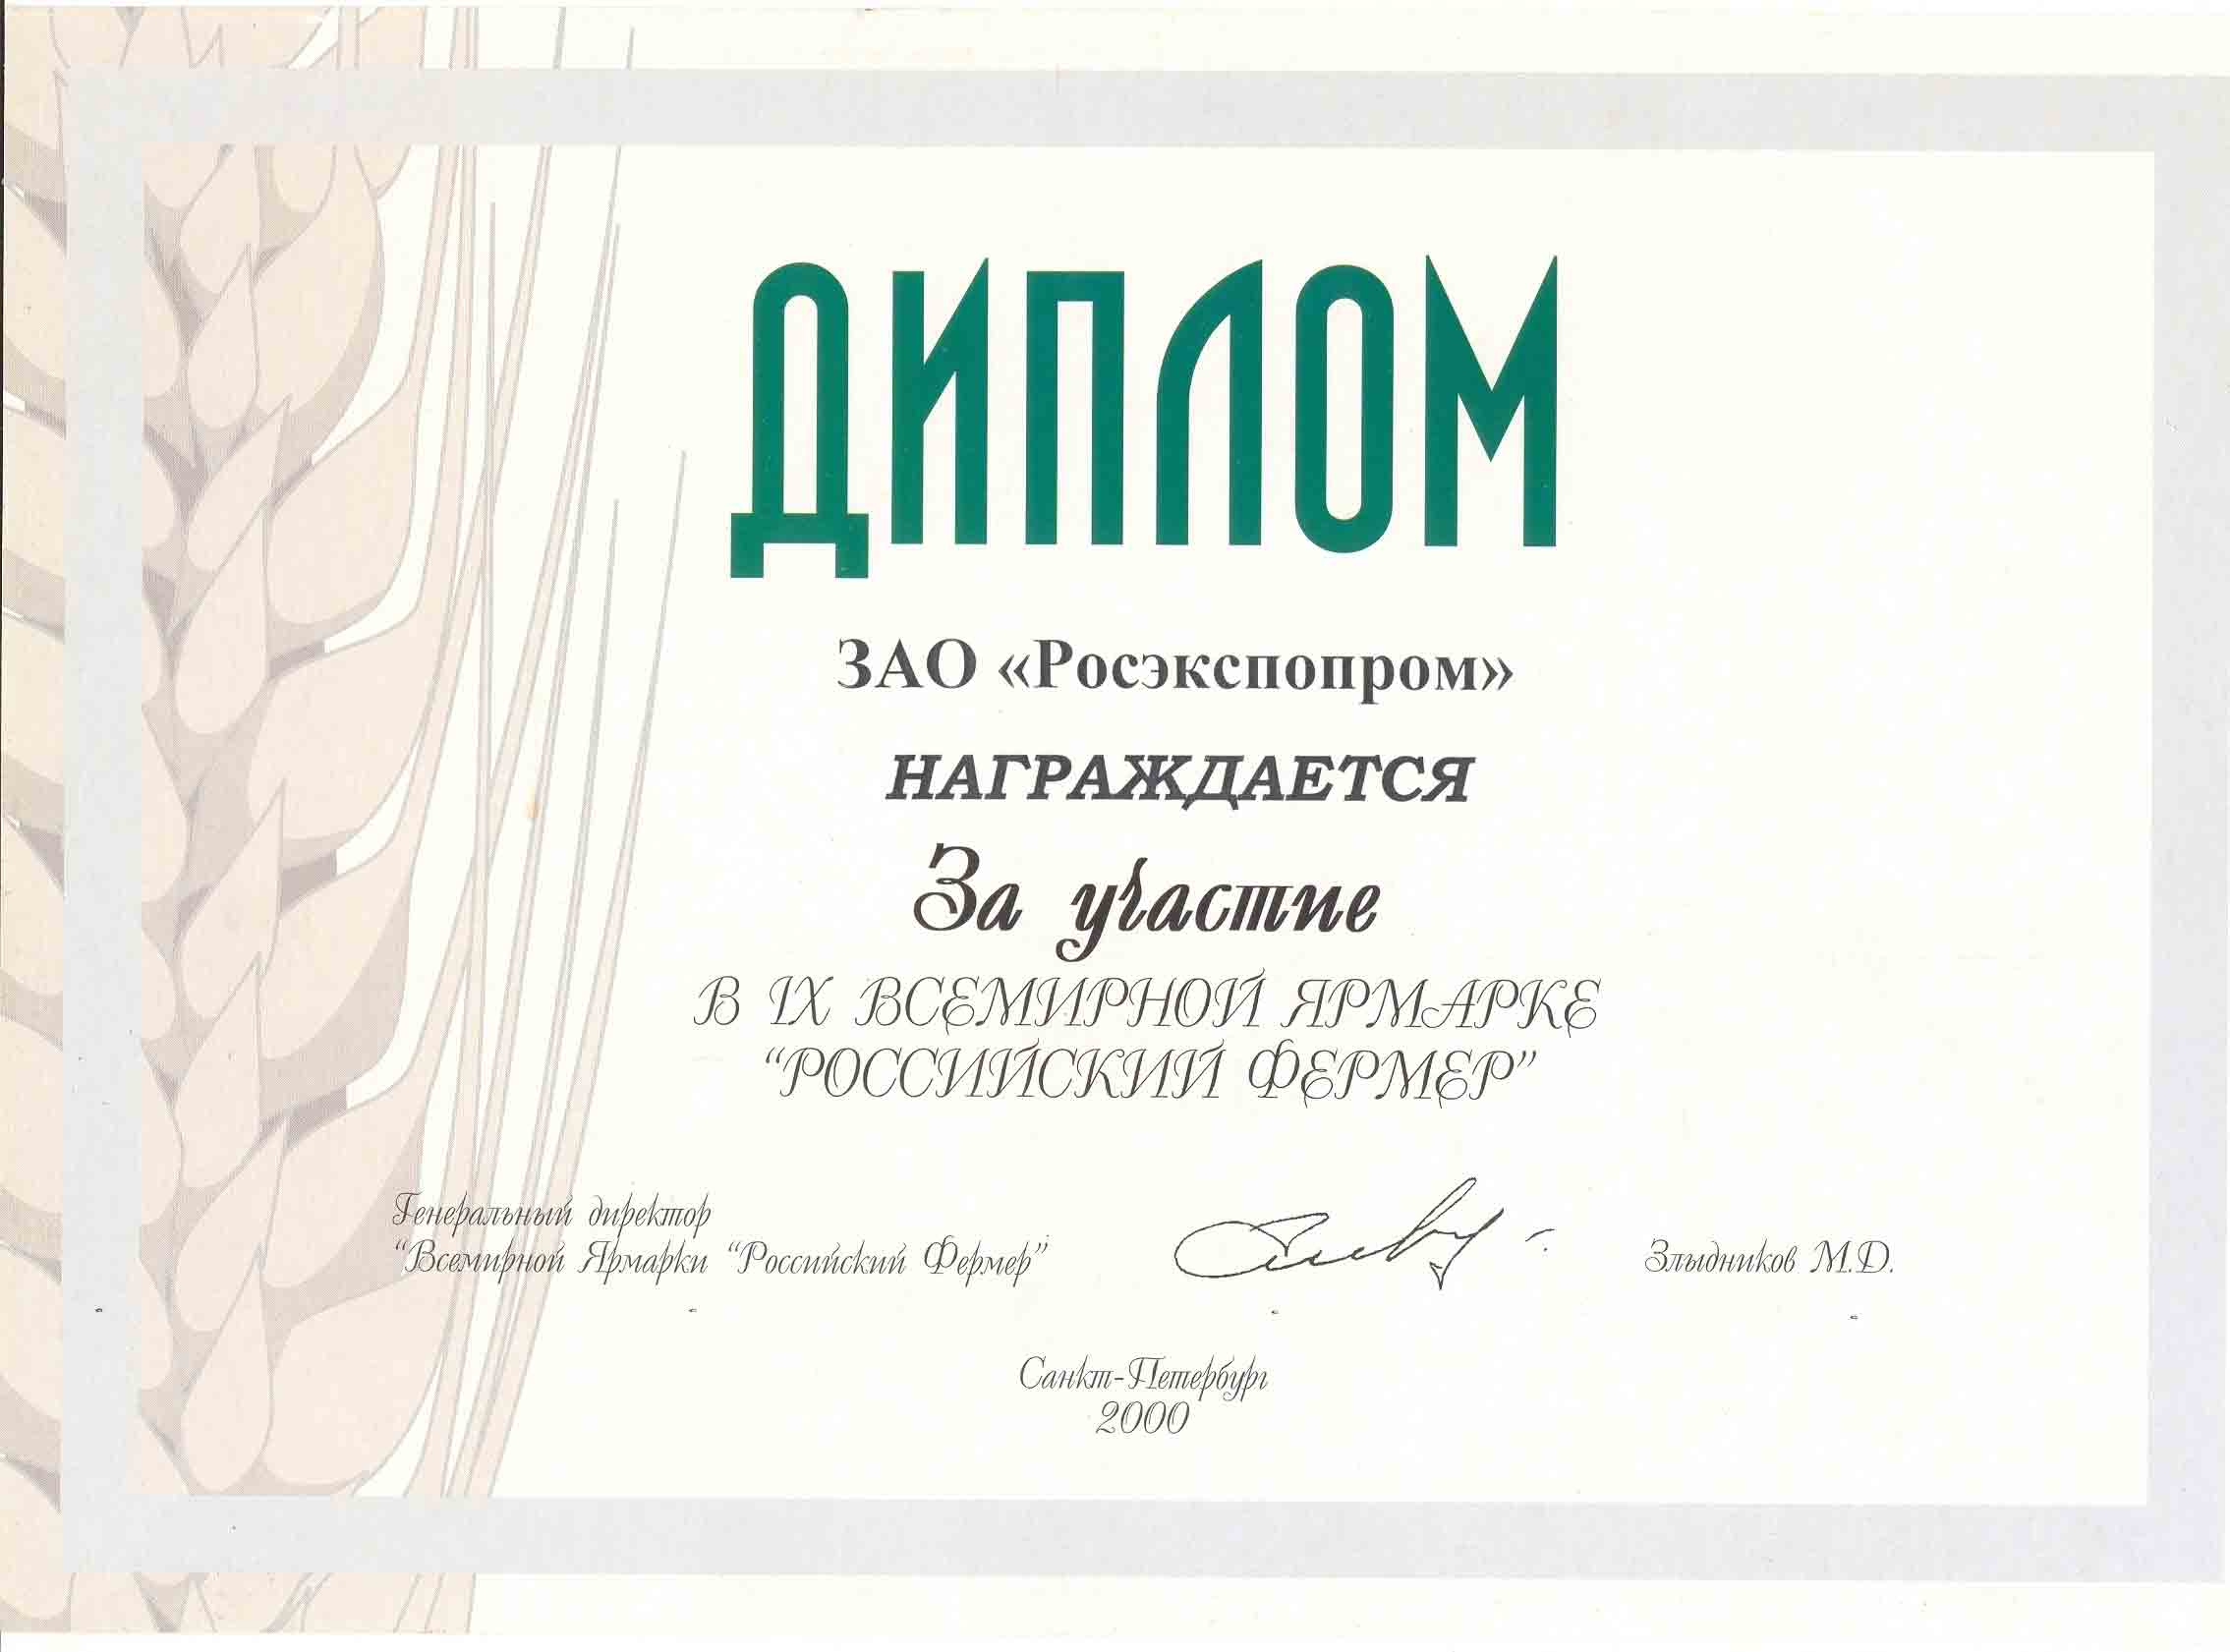 ДИПЛОМ
ЗАО «Росэкспопром»
НАГРАЖДАЕТСЯ
За участие
В IX ВСЕМИРНОЙ ЯРМАРКЕ
“РОССИЙСКИЙ ФЕРМЕР”
Генеральный директор
“Всемирной Ярмарки “Российский Фермер”
Злыдников М.Д.
Санкт-Петербург
2000